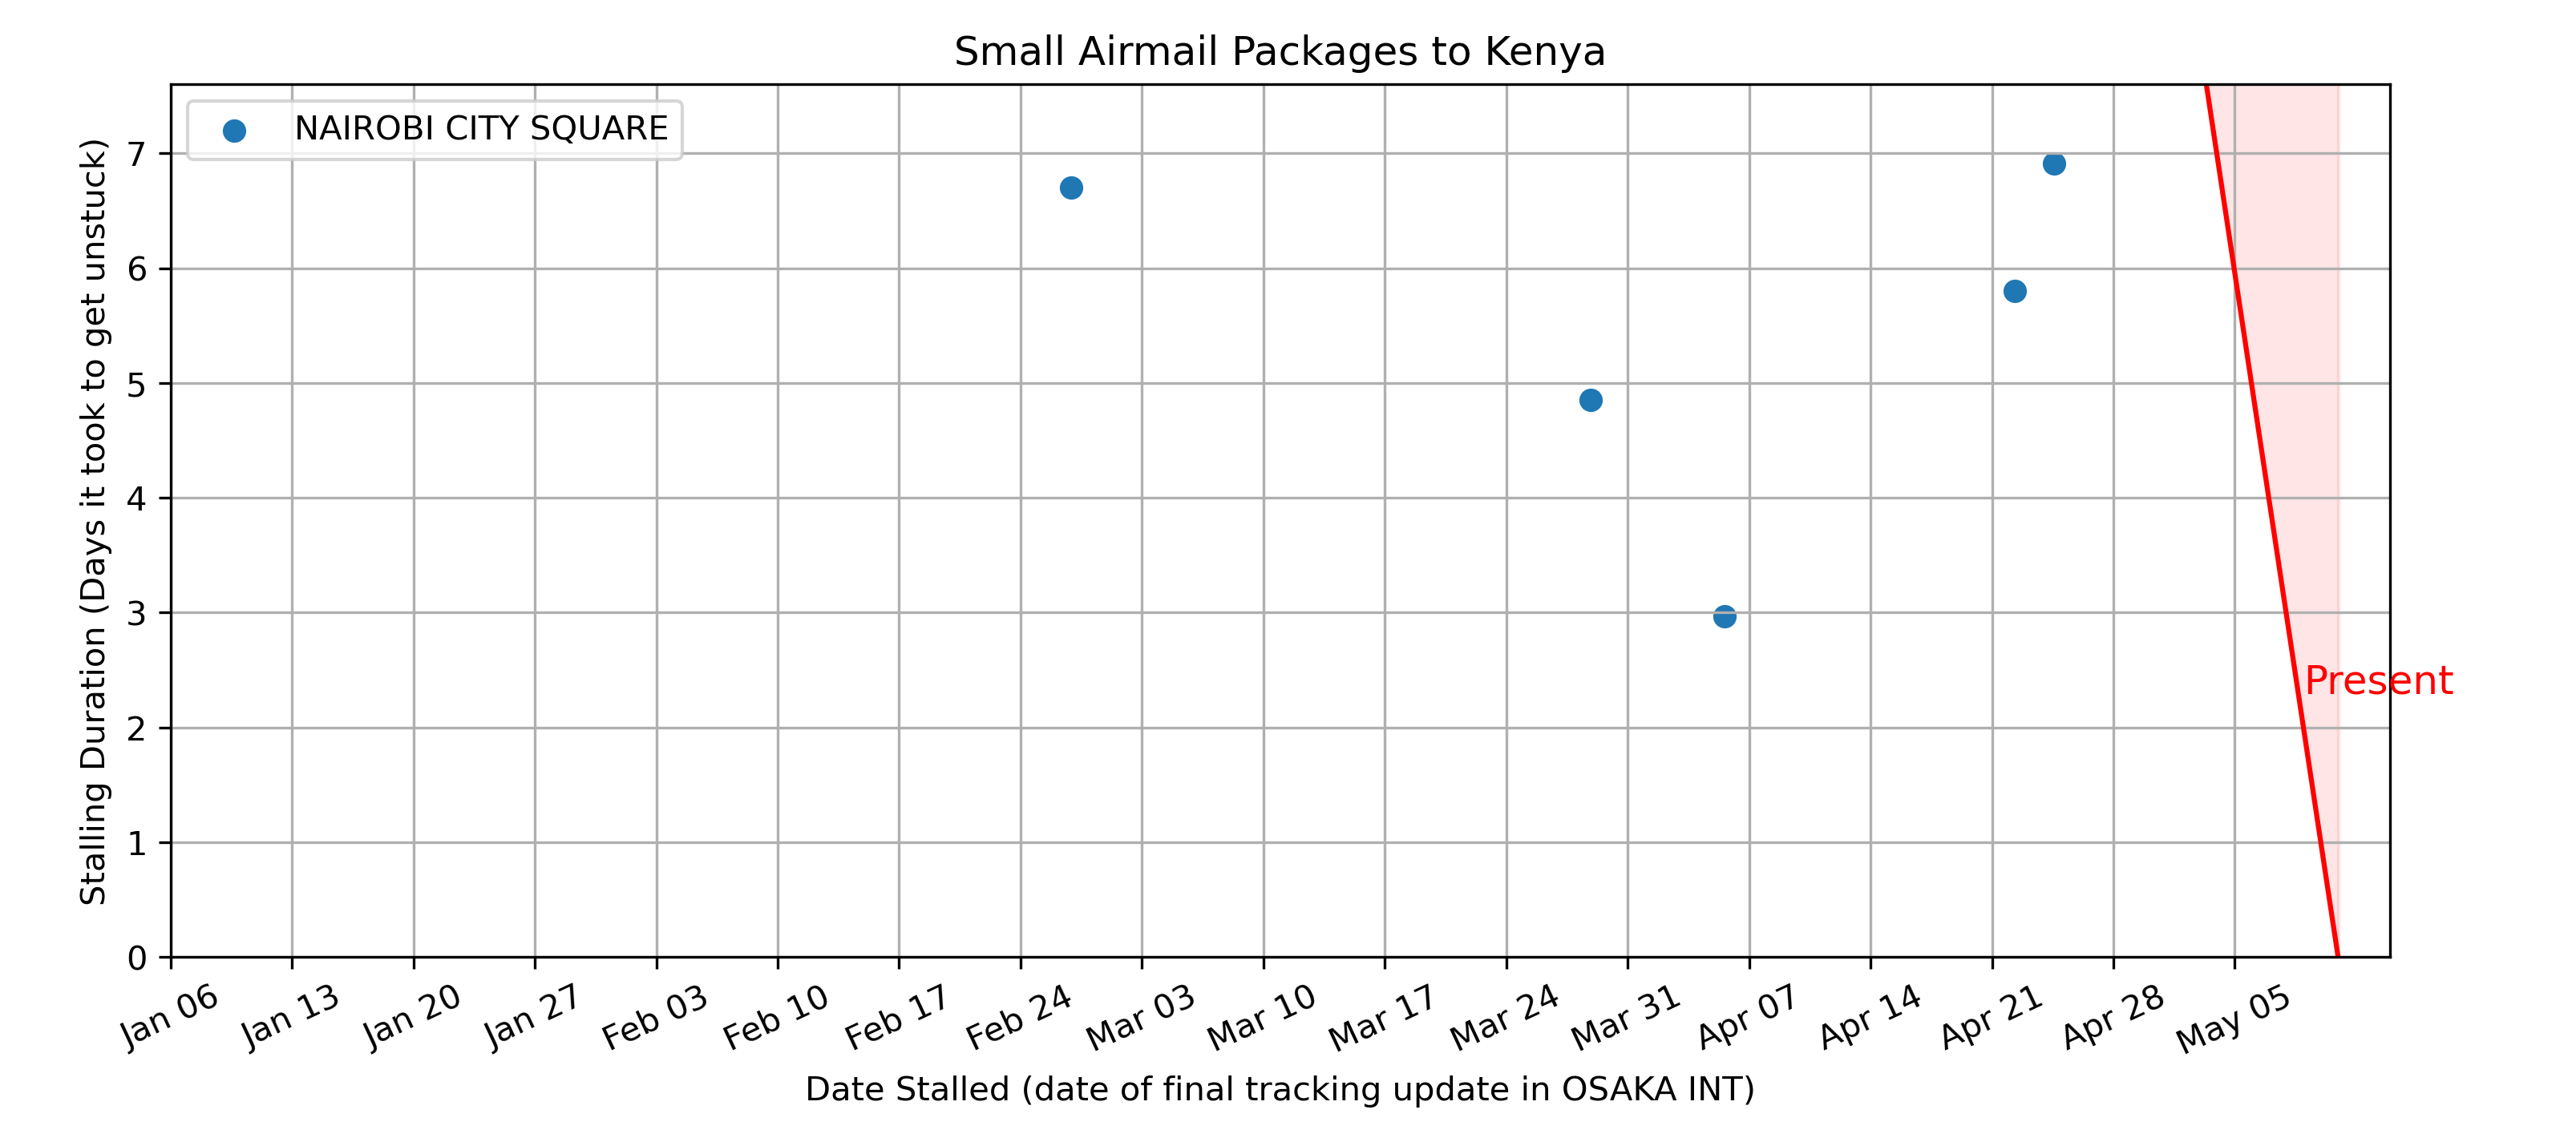 Small Airmail Packages to Kenya
NAIROBI CITY SQUARE
Stalling Duration (Days it took to get unstuck)
7
6
5
4
3
2
1
0
Present
Jan 06
Jan 13
Jan 20
Jan 27
Feb 03
Feb 10
Feb 17
Feb 24
Mar 03
Mar 10
Mar 17
Mar 24
Mar 31
Apr 07
Apr 14
Apr 21
Apr 28
May 05
Date Stalled (date of final tracking update in OSAKA INT)